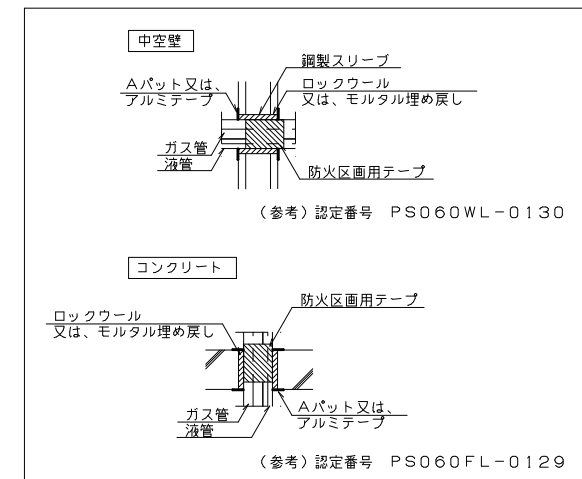 中空壁
鋼製スリーブ
Aパット又は、
アルミテープ
ロックウール
又は、モルタル埋め戻し
ガス管
液管
防火区画用テープ
(参考)認定番号 PS060WL-0130
コンクリート
防火区画用テープ
ロックウール
又は、モルタル埋め戻し
ガス管
液管
Aパット又は、
アルミテープ
(参考)認定番号 PS060FL-0129